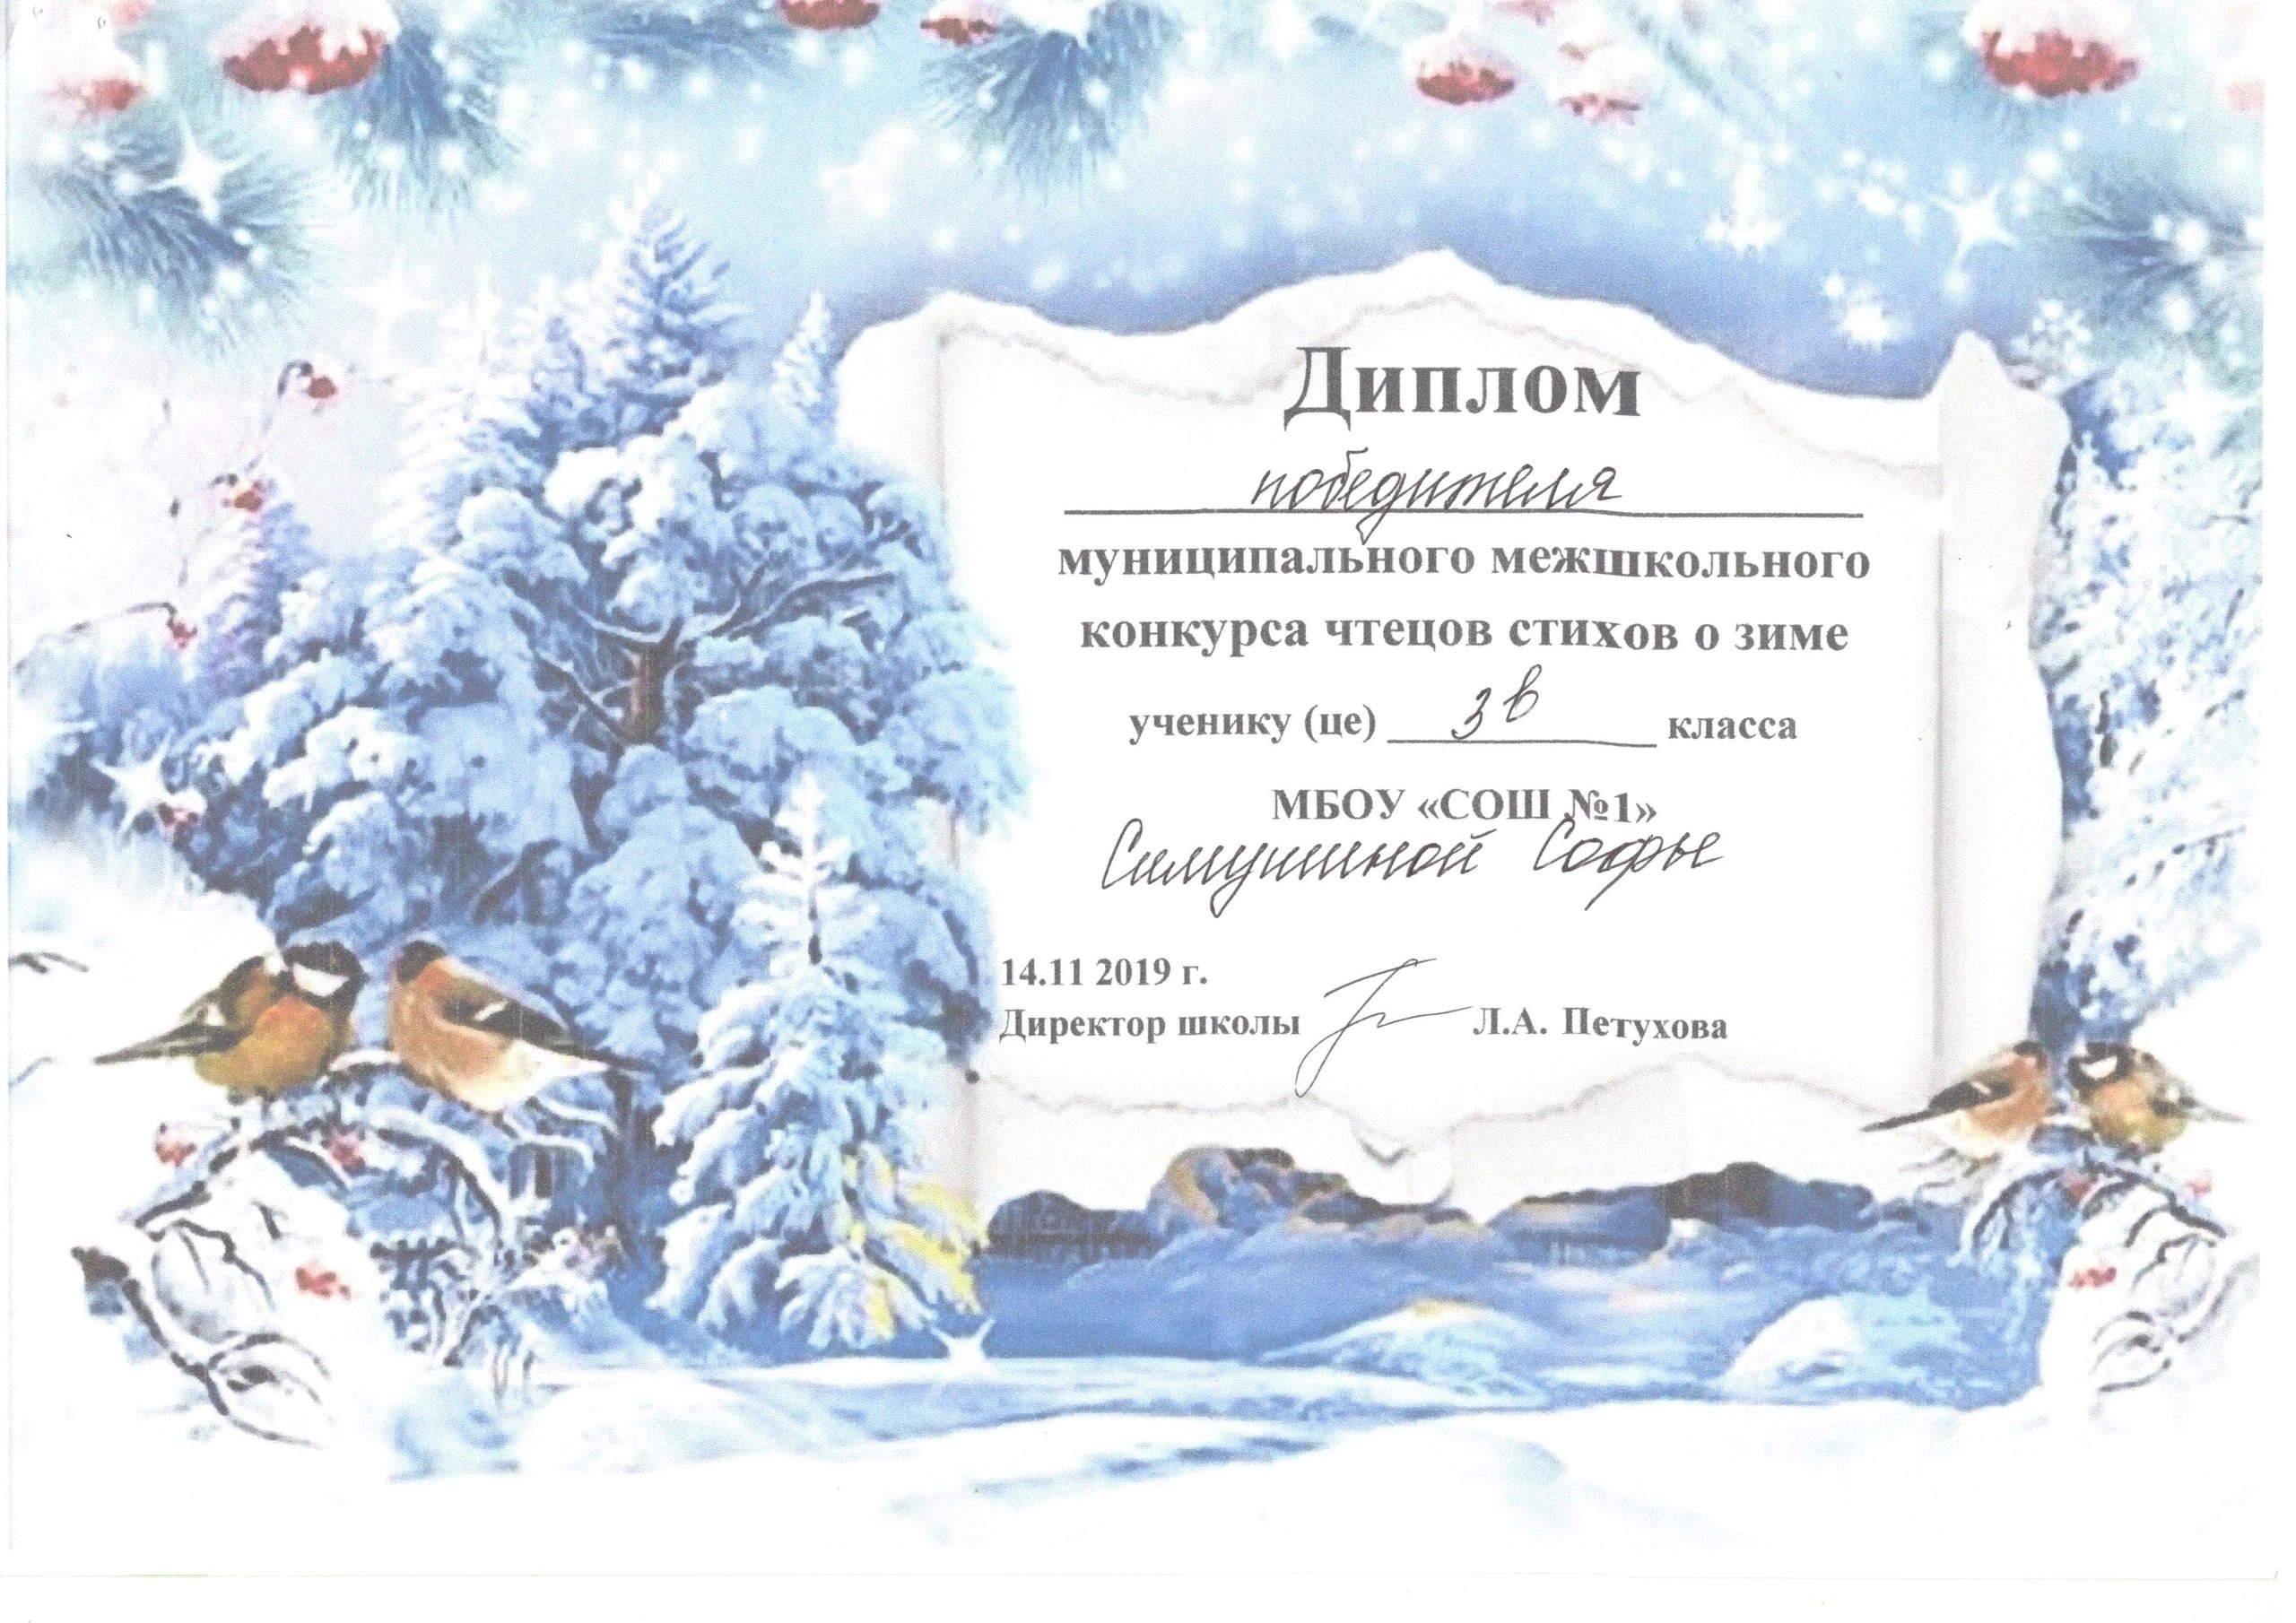 Диплом
победителя
муниципального межшкольного
конкурса чтецов стихов о зиме
ученику (це) 3 в класса
МБОУ «СОШ №1»
Симушиной Софье
14.11 2019 г.
Директор школы Л.А. Петухова